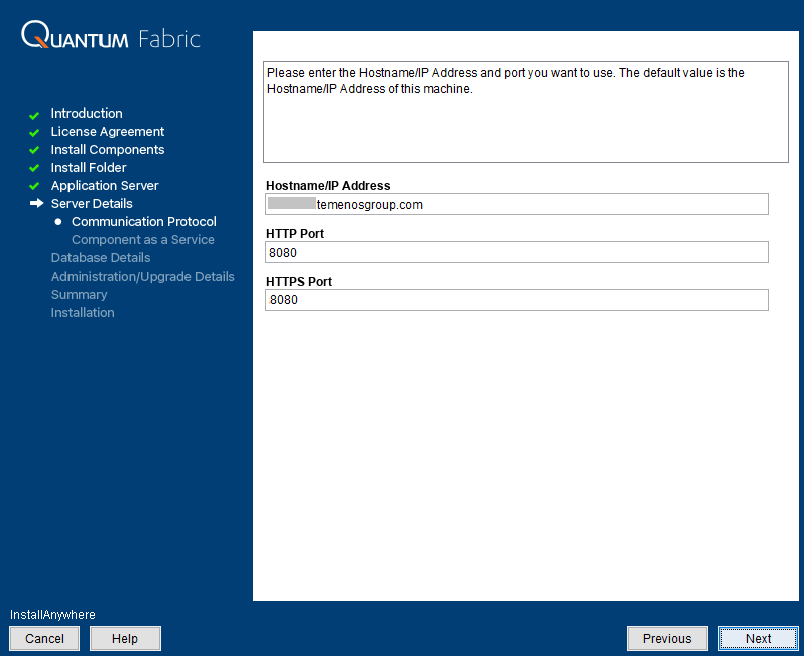 QUANTUM Fabric
Introduction
License Agreement
Install Components
Install Folder
Application Server
Server Details
Communication Protocol
Component as a Service
Database Details
Administration/Upgrade Details
Summary
Installation
Please enter the Hostname/IP Address and port you want to use. The default value is the
Hostname/IP Address of this machine.
Hostname/IP Address
temenosgroup.com
HTTP Port
8080
HTTPS Port
8080
InstallAnywhere
Cancel
Help
Previous
Next